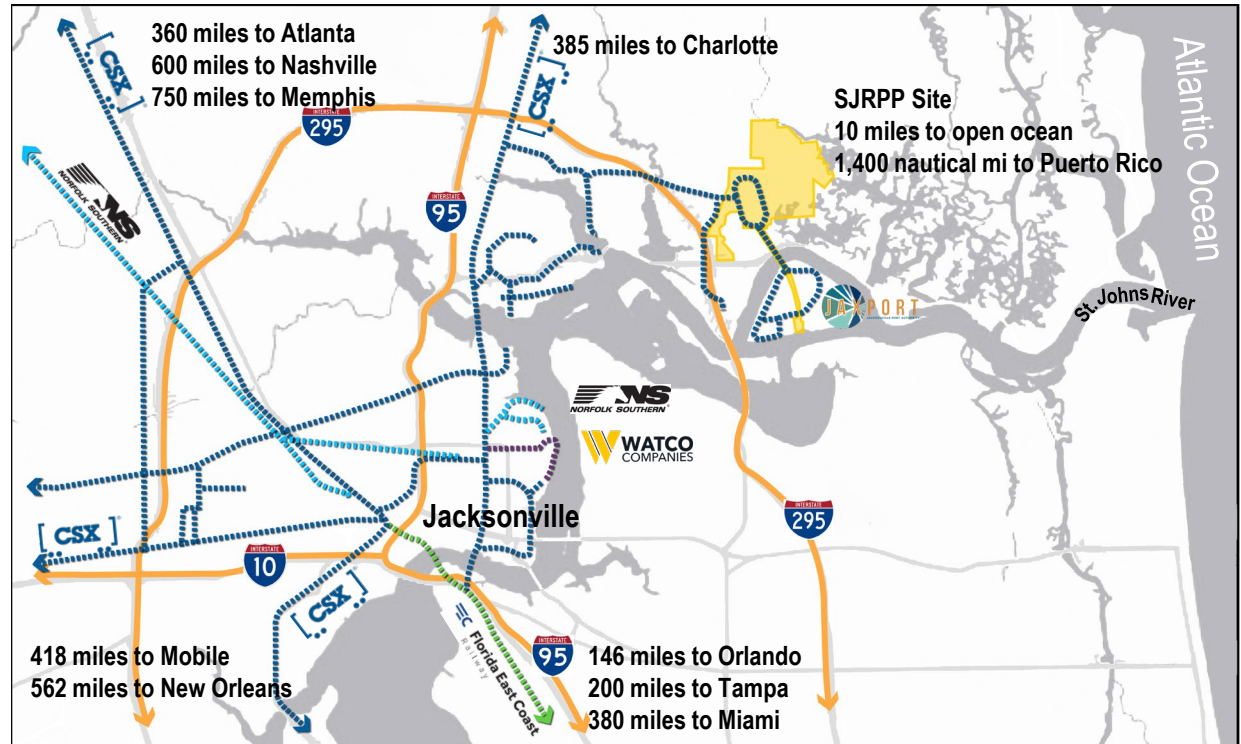 360 miles to Atlanta
600 miles to Nashville
750 miles to Memphis
CSX
385 miles to Charlotte
CSX
SJRPP Site
10 miles to open ocean
1,400 nautical mi to Puerto Rico
Atlantic Ocean
INTERSTATE
295
NS
NORFOLK SOUTHERN
INTERSTATE
95
JAXPORT
St. Johns River
NS
NORFOLK SOUTHERN
WATCO
COMPANIES
Jacksonville
INTERSTATE
295
CSX
INTERSTATE
10
CSX
FEC
Florida East Coast
Railway
INTERSTATE
95
418 miles to Mobile
562 miles to New Orleans
146 miles to Orlando
200 miles to Tampa
380 miles to Miami